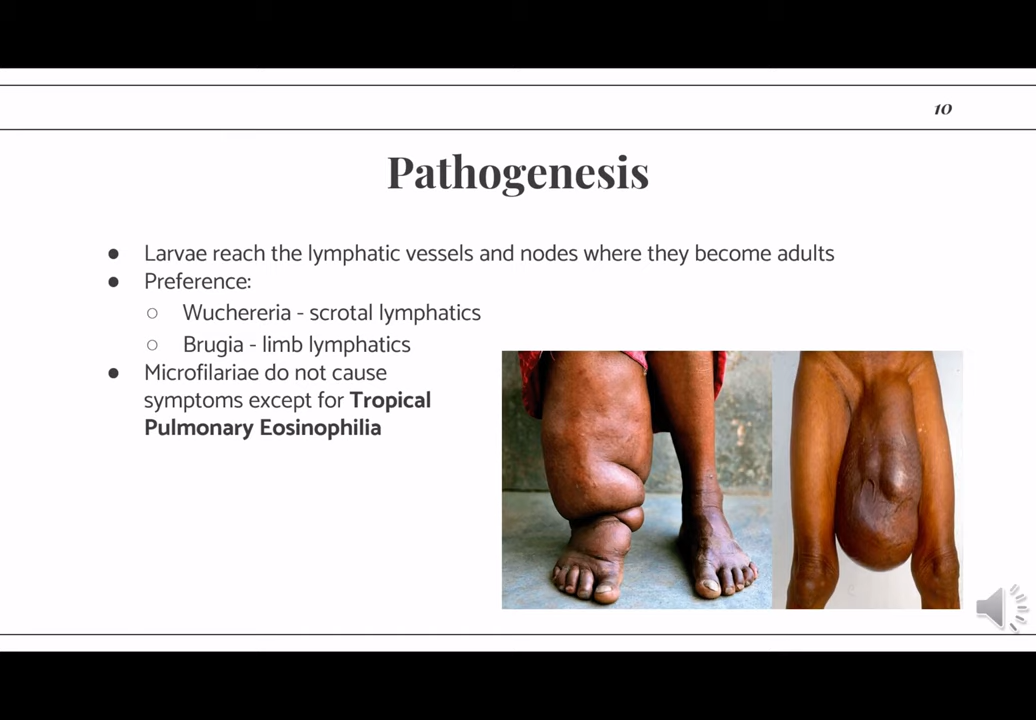 10
Pathogenesis
● Larvae reach the lymphatic vessels and nodes where they become adults
● Preference:
○ Wuchereria - scrotal lymphatics
○ Brugia - limb lymphatics
● Microfilariae do not cause
symptoms except for Tropical
Pulmonary Eosinophilia